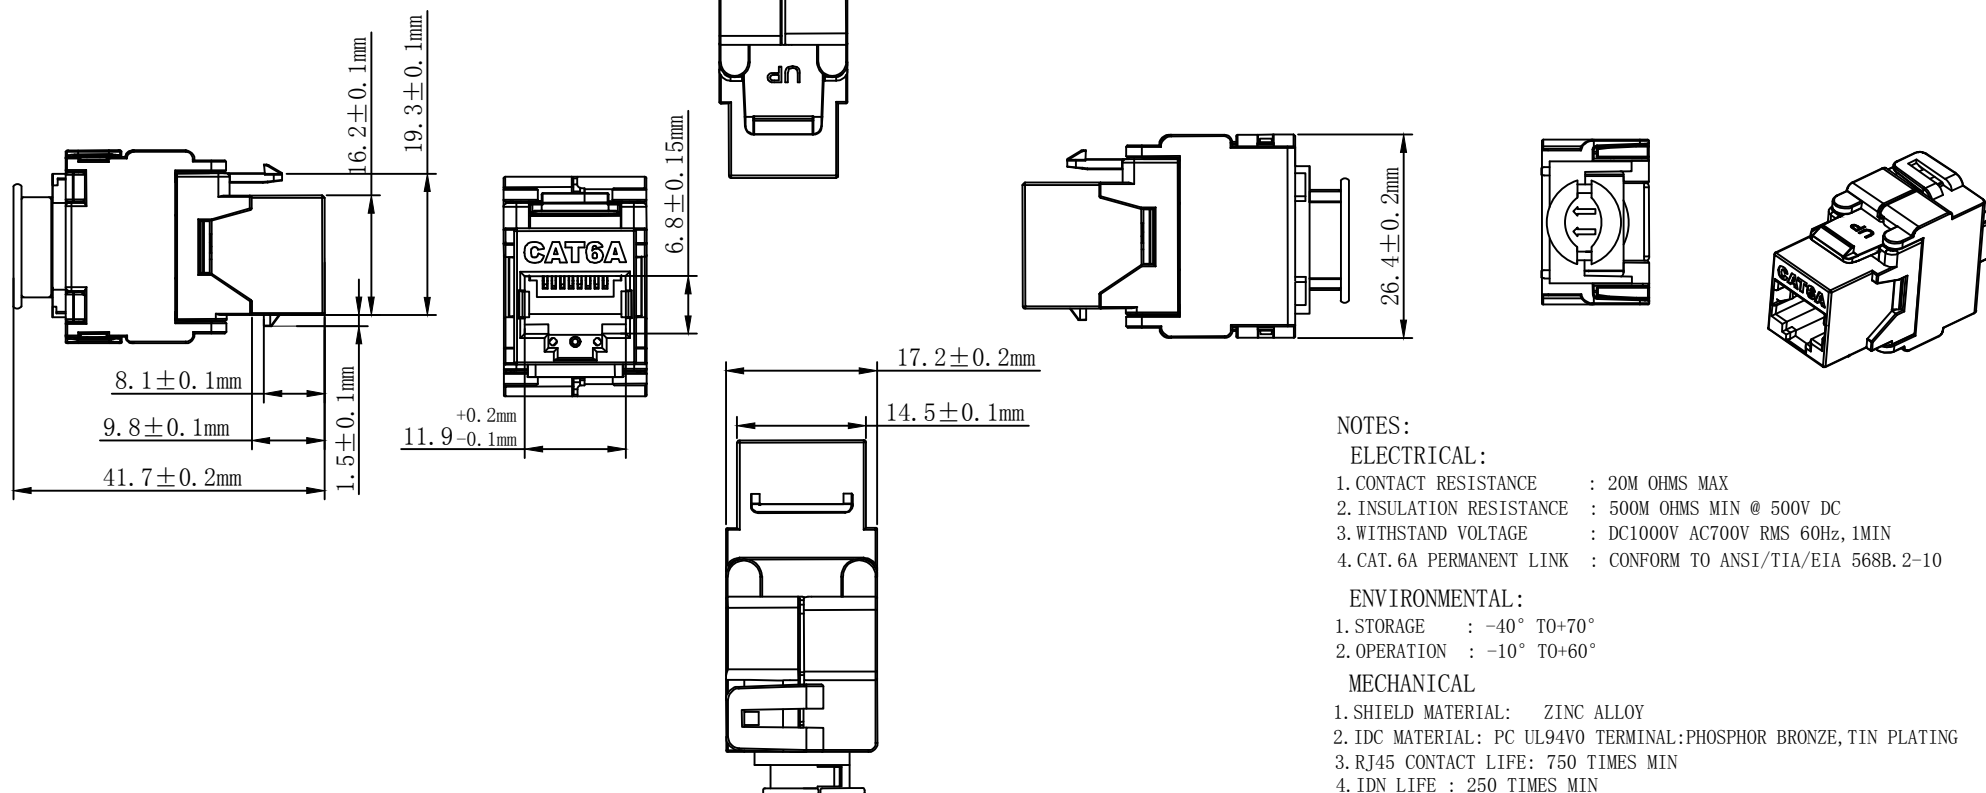 16.2±0.1mm
19.3±0.1mm
8.1±0.1mm
9.8±0.1mm
41.7±0.2mm
1.5±0.1mm
CAT6A
6.8±0.15mm
+0.2mm
11.9-0.1mm
UP
17.2±0.2mm
14.5±0.1mm
26.4±0.2mm
UP
CAT6A
NOTES:
ELECTRICAL:
1.CONTACT RESISTANCE : 20M OHMS MAX
2.INSULATION RESISTANCE : 500M OHMS MIN @ 500V DC
3.WITHSTAND VOLTAGE : DC1000V AC700V RMS 60Hz,1MIN
4.CAT.6A PERMANENT LINK : CONFORM TO ANSI/TIA/EIA 568B.2-10
ENVIRONMENTAL:
1.STORAGE : -40° TO+70°
2.OPERATION : -10° TO+60°
MECHANICAL
1.SHIELD MATERIAL: ZINC ALLOY
2.IDC MATERIAL: PC UL94V0 TERMINAL:PHOSPHOR BRONZE,TIN PLATING
3.RJ45 CONTACT LIFE: 750 TIMES MIN
4.IDN LIFE : 250 TIMES MIN